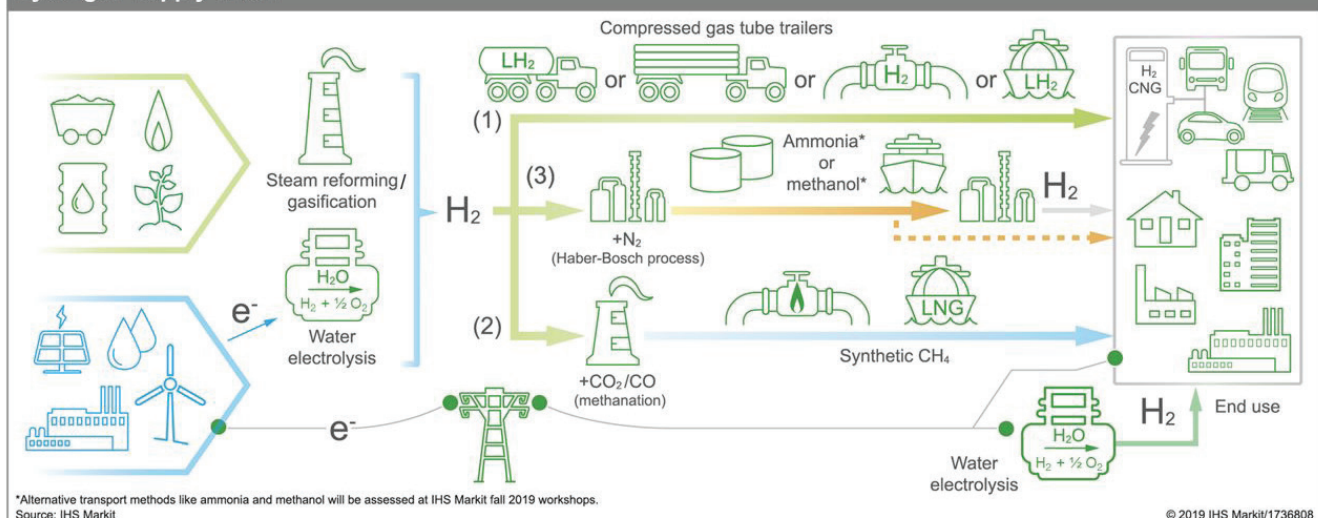 Compressed gas tube trailers
LH₂
or
or
H₂
or
LH₂
H₂
CNG
(1)
Steam reforming/
gasification
(3)
Ammonia*
or
methanol*
H₂
H₂
+N₂
(Haber-Bosch process)
H₂O
H₂ + ½ O₂
e⁻
Water
electrolysis
(2)
LNG
Synthetic CH₄
+CO₂/CO
(methanation)
e⁻
End use
H₂
H₂O
H₂ + ½ O₂
Water
electrolysis
*Alternative transport methods like ammonia and methanol will be assessed at IHS Markit fall 2019 workshops.
Source: IHS Markit
© 2019 IHS Markit/1736808